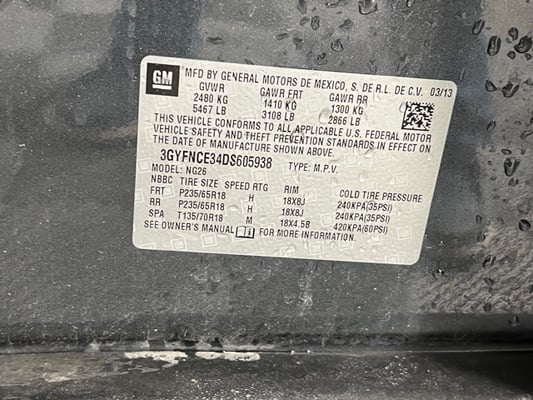 GM
MFD BY GENERAL MOTORS DE MEXICO, S. DE R.L. DE C.V. 03/13
GVWR GAWR FRT GAWR RR
2480 KG 1410 KG 1300 KG
5467 LB 3108 LB 2866 LB
THIS VEHICLE CONFORMS TO ALL APPLICABLE U.S. FEDERAL MOTOR
VEHICLE SAFETY AND THEFT PREVENTION STANDARDS IN EFFECT ON
THE DATE OF MANUFACTURE SHOWN ABOVE.
3GYFNCE34DS605938 TYPE: M.P.V.
MODEL: NG26
NBBC TIRE SIZE SPEED RTG RIM COLD TIRE PRESSURE
FRT P235/65R18 H 18X8J 240KPA(35PSI)
RR P235/65R18 H 18X8J 240KPA(35PSI)
SPA T135/70R18 M 18X4.5B 420KPA(60PSI)
SEE OWNER'S MANUAL FOR MORE INFORMATION.